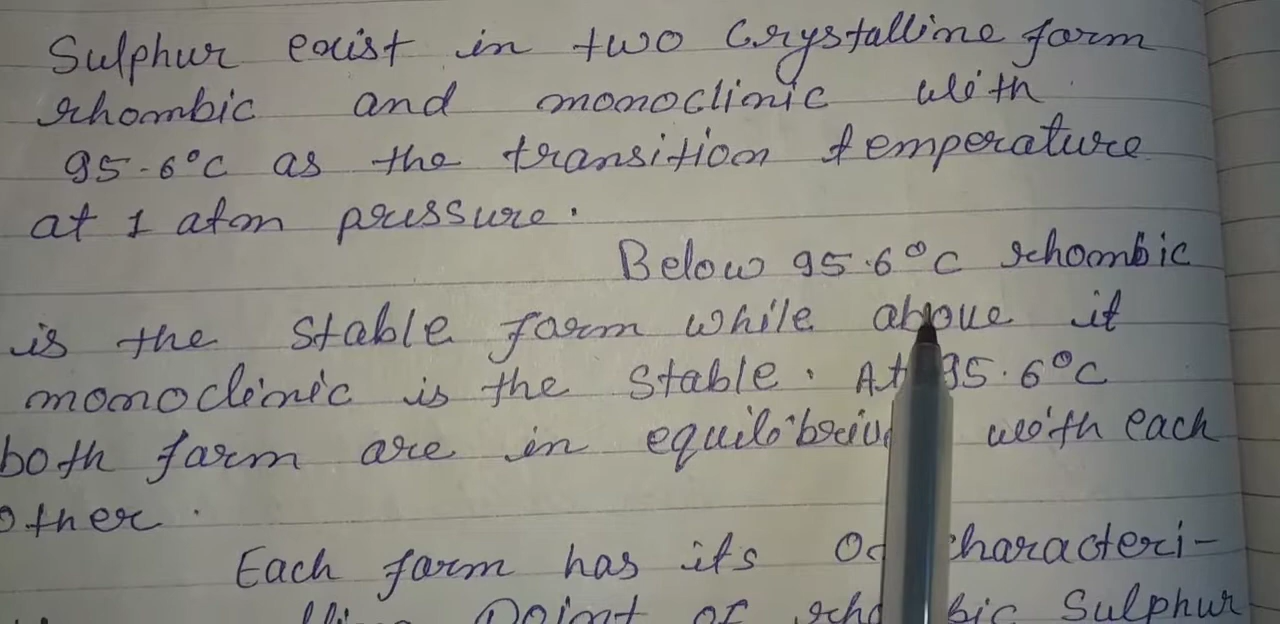 Sulphur exist in two Crystalline form
rhombic and monoclinic with
95.6°C as the transition temperature
at 1 atm pressure.
Below 95.6°C rhombic
is the stable form while above it
monoclinic is the stable. At 95.6°C
both form are in with each
other.
Each form has its
Point of Sulphur